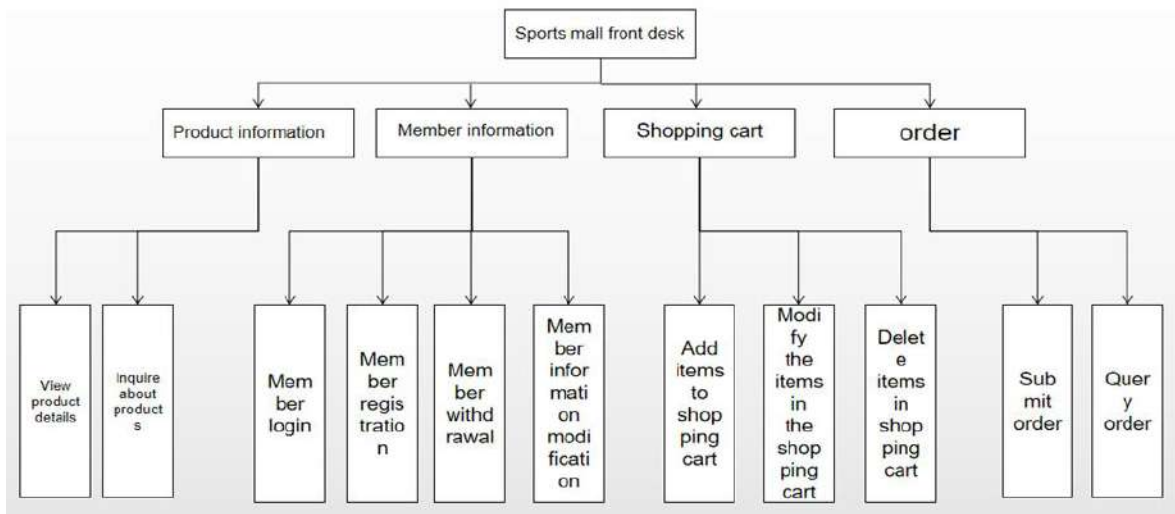 Sports mall front desk
Product information
Member information
Shopping cart
order
View
product
details
Inquire
about
product
s
Mem
ber
login
Mem
ber
regis
tratio
n
Mem
ber
withd
rawal
Mem
ber
infor
mati
on
modi
ficati
on
Add
items
to
shop
ping
cart
Modi
fy
the
items
in
the
shop
ping
cart
Delet
e
items
in
shop
ping
cart
Sub
mit
order
Quer
y
order